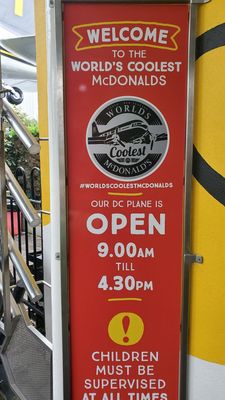 WELCOME
TO THE
WORLD'S COOLEST
McDONALDS
WORLDS
Coolest
McDONALD'S
#WORLDSCOOLESTMCDONALDS
OUR DC PLANE IS
OPEN
9.00AM
TILL
4.30PM
!
CHILDREN
MUST BE
SUPERVISED
AT ALL TIMES